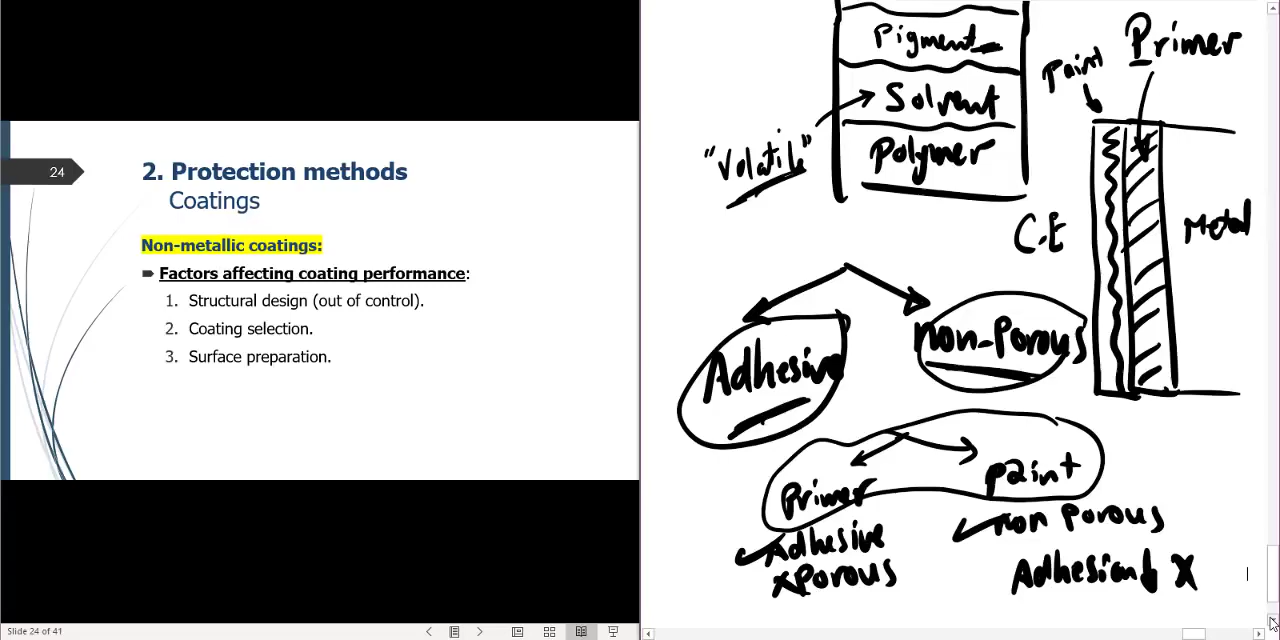 24
2. Protection methods
Coatings
Non-metallic coatings:
Factors affecting coating performance:
1. Structural design (out of control).
2. Coating selection.
3. Surface preparation.
Slide 24 of 41
Pigment
Solvent
Polymer
"Volatile"
Primer
Paint
C.E
Metal
Adhesive
non-Porous
Primer
paint
Adhesive
x Porous
non Porous
Adhesion ↓ X